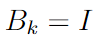 B_k = I